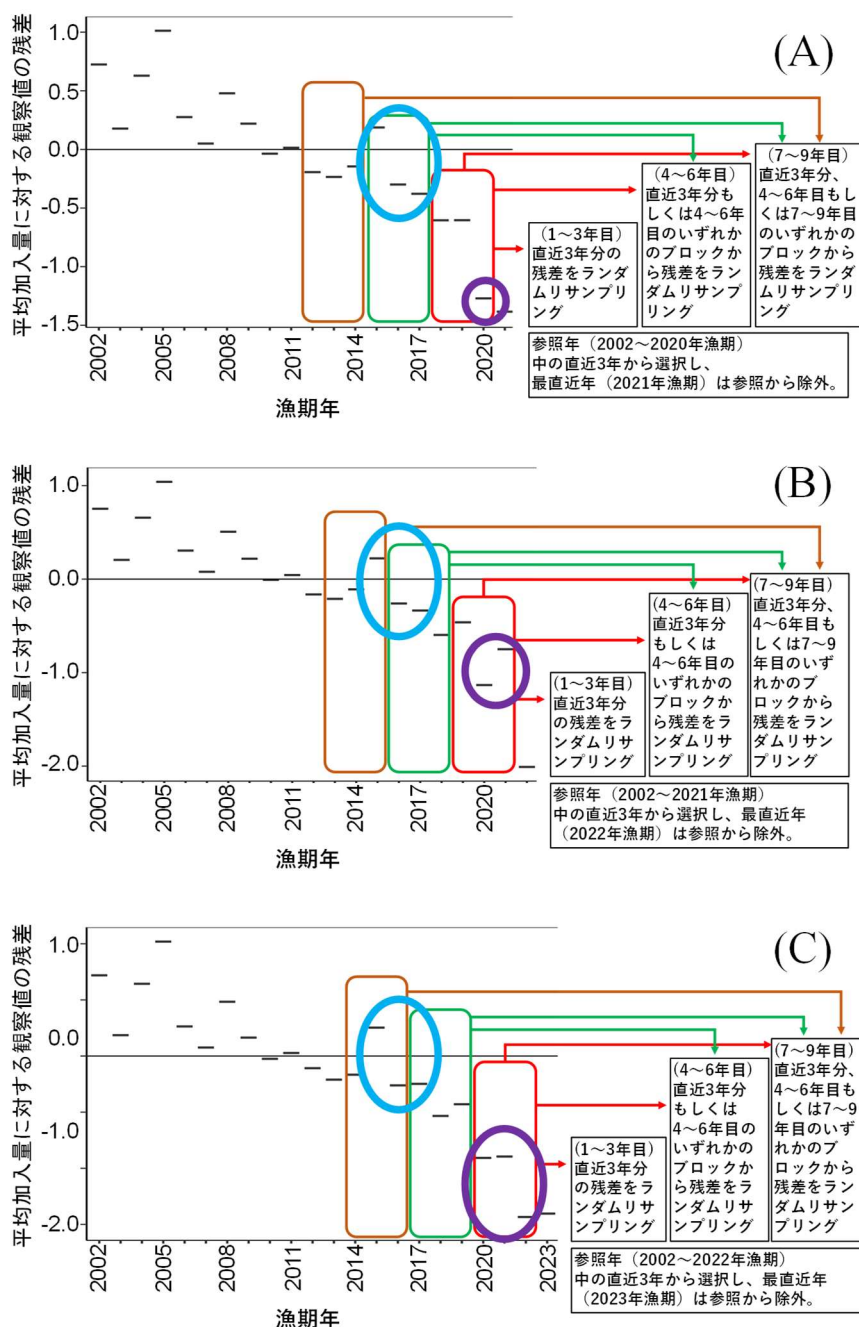 (A)
平均加入量に対する観察値の残差
1.0
0.5
0.0
-0.5
-1.0
-1.5
2002
2005
2008
2011
2014
2017
2020
漁期年
（1～3年目）
直近3年分の
残差をランダ
ムリサンプリ
ング
（4～6年目）
直近3年分も
しくは4～6年
目のいずれか
のブロックか
ら残差をラン
ダムリサンプ
リング
（7～9年目）
直近3年分、
4～6年目もし
くは7～9年目
のいずれかの
ブロックから
残差をランダ
ムリサンプリ
ング
参照年（2002～2020年漁期）
中の直近3年から選択し、
最直近年（2021年漁期）は参照から除外。
(B)
平均加入量に対する観察値の残差
1.0
0.0
-1.0
-2.0
2002
2005
2008
2011
2014
2017
2020
漁期年
(1～3年目)
直近3年分
の残差をラ
ンダムリサ
ンプリング
(4～6年目)
直近3年分
もしくは
4～6年目の
いずれかの
ブロックか
ら残差をラ
ンダムリサ
ンプリング
(7～9年目)
直近3年分、
4～6年目も
しくは7～9
年目のいず
れかのブ
ロックから
残差をラン
ダムリサン
プリング
参照年（2002～2021年漁期）
中の直近3年から選択し、最直近年
（2022年漁期）は参照から除外。
(C)
平均加入量に対する観察値の残差
1.0
0.0
-1.0
-2.0
2002
2005
2008
2011
2014
2017
2020
2023
漁期年
(1～3年目)
直近3年分
の残差をラ
ンダムリサ
ンプリング
(4～6年目)
直近3年分
もしくは
4～6年目の
いずれかの
ブロックか
ら残差をラ
ンダムリサ
ンプリング
(7～9年目)
直近3年分、
4～6年目も
しくは7～9
年目のいず
れかのブ
ロックから
残差をラン
ダムリサン
プリング
参照年（2002～2022年漁期）
中の直近3年から選択し、最直近年
（2023年漁期）は参照から除外。